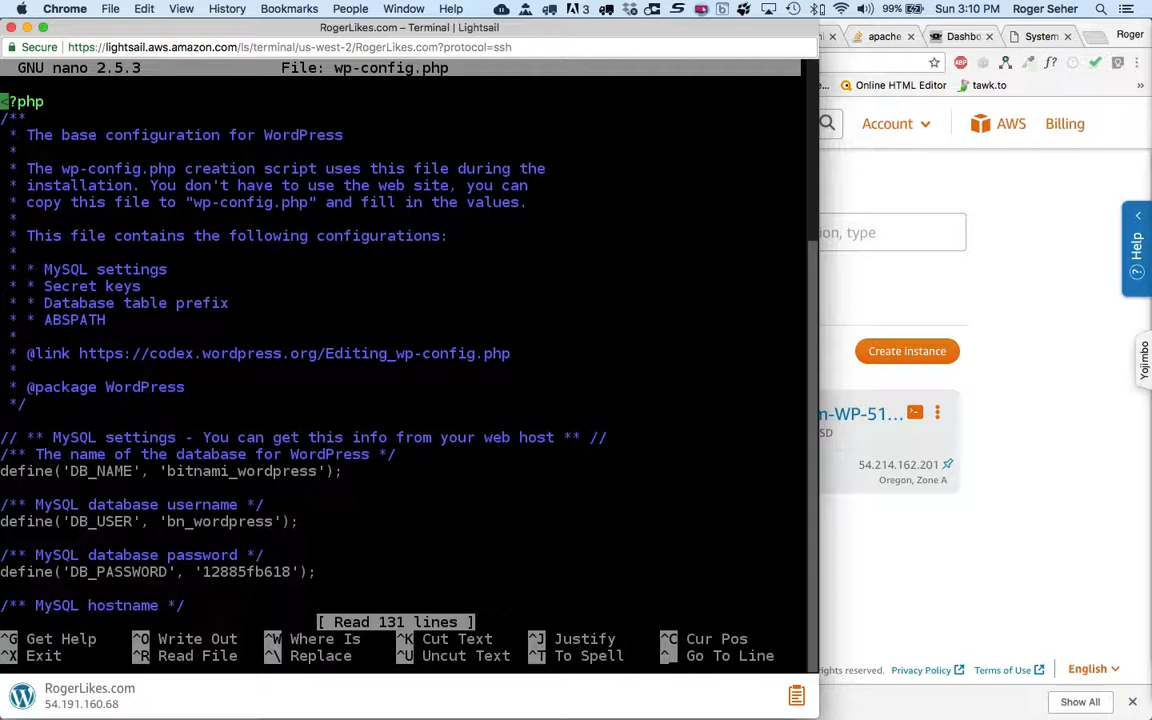 Chrome File Edit View History Bookmarks People Window Help
3 99% Sun 3:10 PM Roger Seher
RogerLikes.com – Terminal | Lightsail
Secure https://lightsail.aws.amazon.com/ls/terminal/us-west-2/RogerLikes.com?protocol=ssh
apache Dashbo System Roger
ABP f?
Online HTML Editor tawk.to »
Account AWS Billing
ion, type
Help
Yojimbo
Create instance
m-WP-51...
SD
54.214.162.201
Oregon, Zone A
GNU nano 2.5.3 File: wp-config.php
<?php
/**
* The base configuration for WordPress
*
* The wp-config.php creation script uses this file during the
* installation. You don't have to use the web site, you can
* copy this file to "wp-config.php" and fill in the values.
*
* This file contains the following configurations:
*
* * MySQL settings
* * Secret keys
* * Database table prefix
* * ABSPATH
*
* @link https://codex.wordpress.org/Editing_wp-config.php
*
* @package WordPress
*/
// ** MySQL settings - You can get this info from your web host ** //
/** The name of the database for WordPress */
define('DB_NAME', 'bitnami_wordpress');
/** MySQL database username */
define('DB_USER', 'bn_wordpress');
/** MySQL database password */
define('DB_PASSWORD', '12885fb618');
/** MySQL hostname */
[ Read 131 lines ]
^G Get Help ^O Write Out ^W Where Is ^K Cut Text ^J Justify ^C Cur Pos
^X Exit ^R Read File ^\ Replace ^U Uncut Text ^T To Spell ^_ Go To Line
ghts reserved. Privacy Policy Terms of Use English
RogerLikes.com
54.191.160.68
Show All